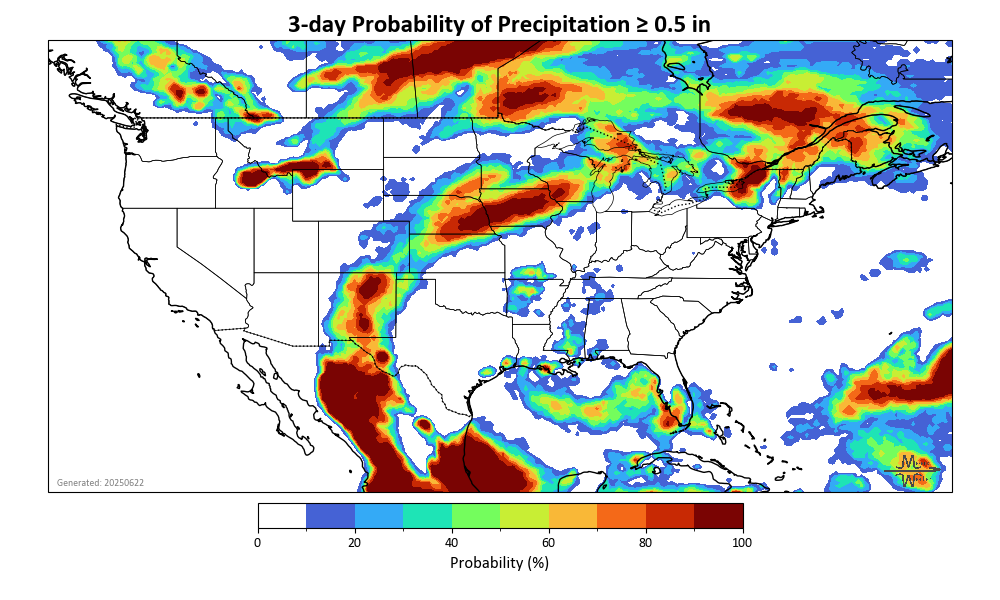 3-day Probability of Precipitation ≥ 0.5 in
Generated: 20250622
0 20 40 60 80 100
Probability (%)